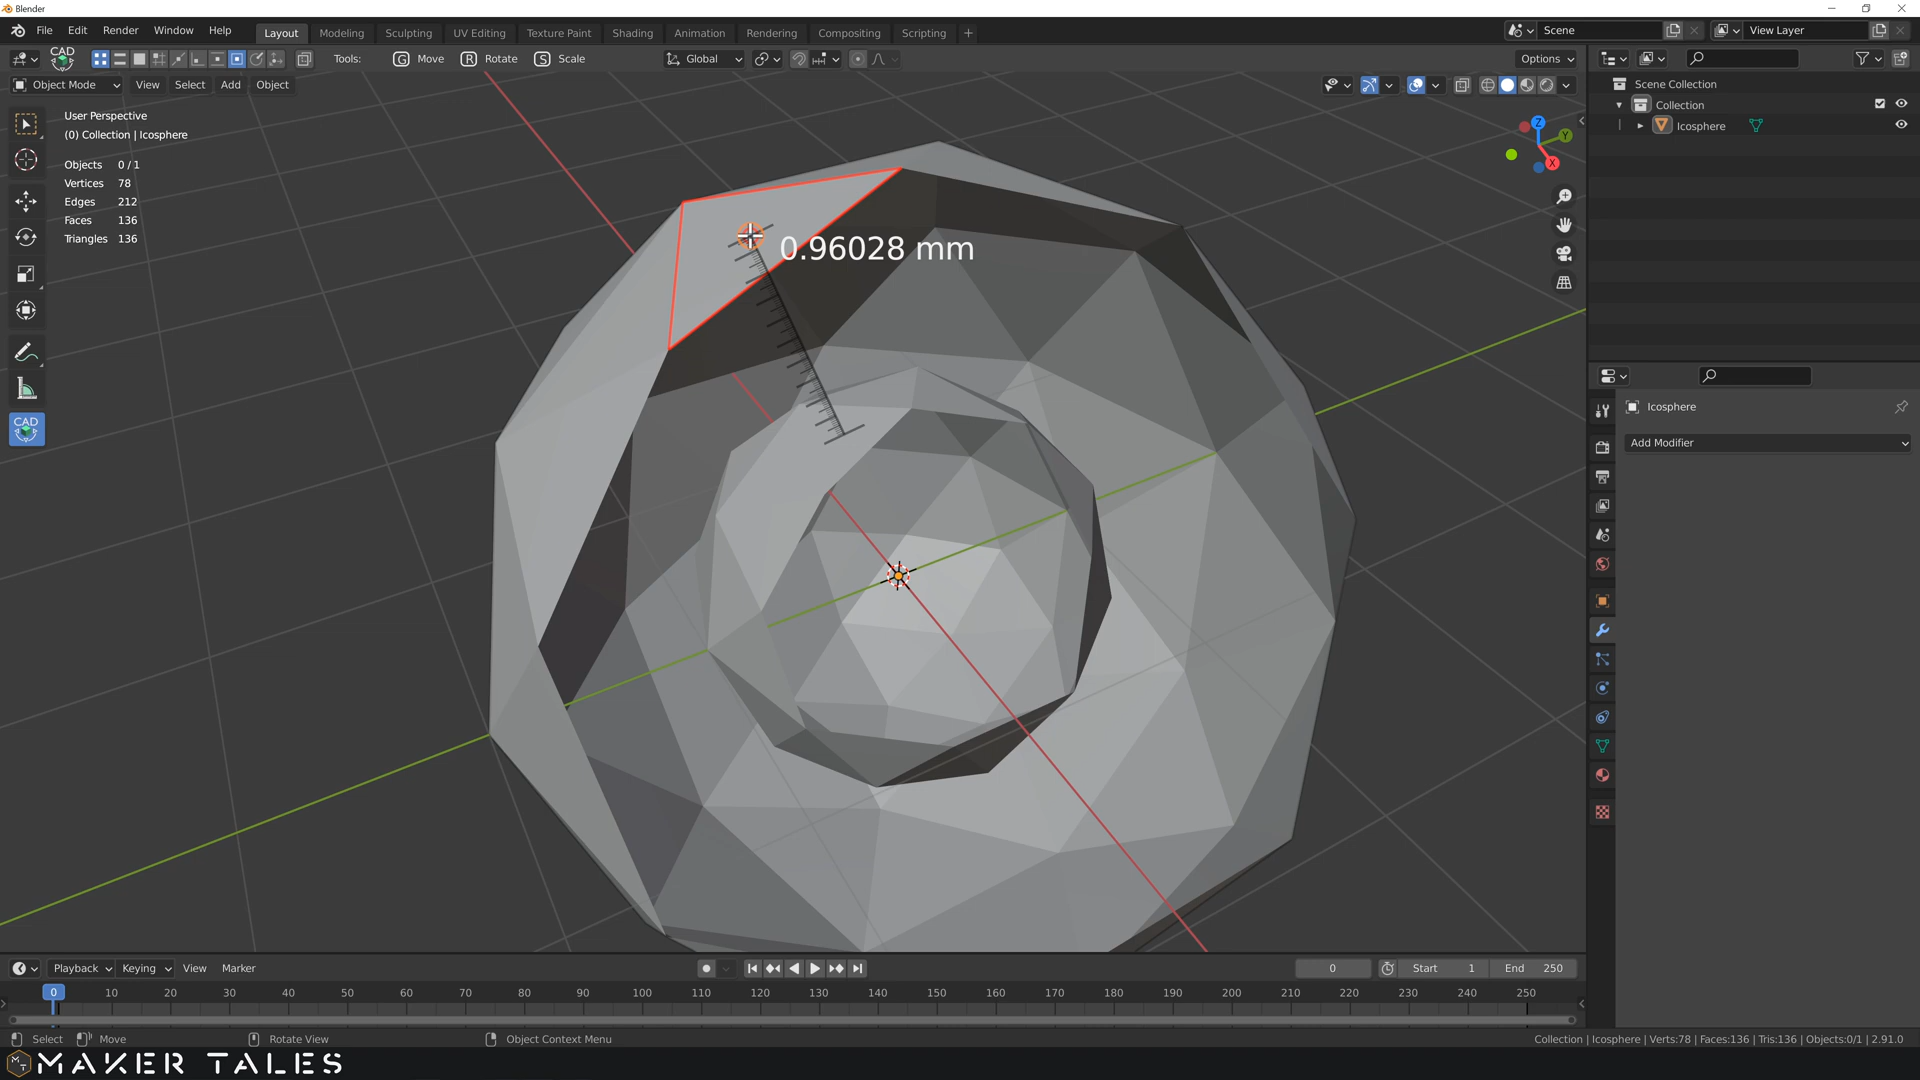 Blender
File Edit Render Window Help
Layout Modeling Sculpting UV Editing Texture Paint Shading Animation Rendering Compositing Scripting +
Scene
View Layer
CAD
Tools: G Move R Rotate S Scale
Global
Options
Object Mode View Select Add Object
User Perspective
(0) Collection | Icosphere
Objects 0 / 1
Vertices 78
Edges 212
Faces 136
Triangles 136
0.96028 mm
Z
Y
X
CAD
Scene Collection
Collection
Icosphere
Icosphere
Add Modifier
Playback Keying View Marker
0
Start 1
End 250
0 10 20 30 40 50 60 70 80 90 100 110 120 130 140 150 160 170 180 190 200 210 220 230 240 250
Select Move Rotate View Object Context Menu
Collection | Icosphere | Verts:78 | Faces:136 | Tris:136 | Objects:0/1 | 2.91.0
MT MAKER TALES